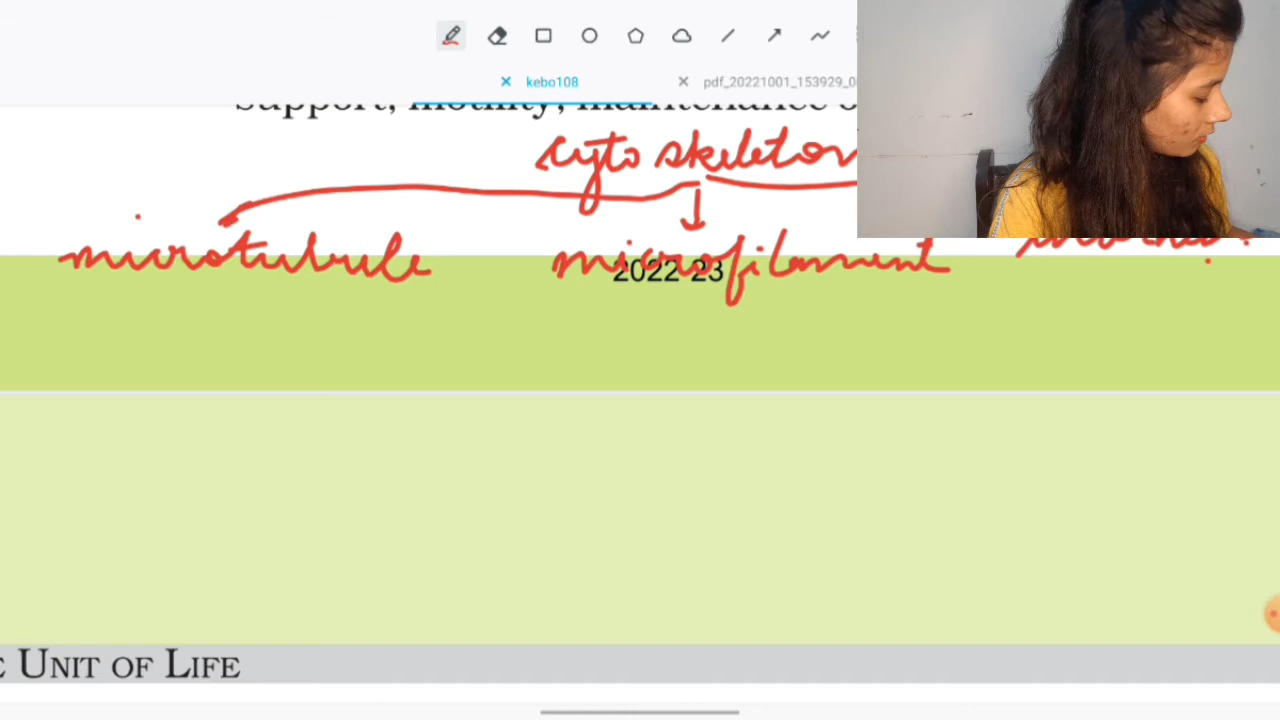 kebo108 pdf_20221001_153929_0
support, motility, maintenance o
cyto skeleton
microtubule microfilament
2022-23
E UNIT OF LIFE